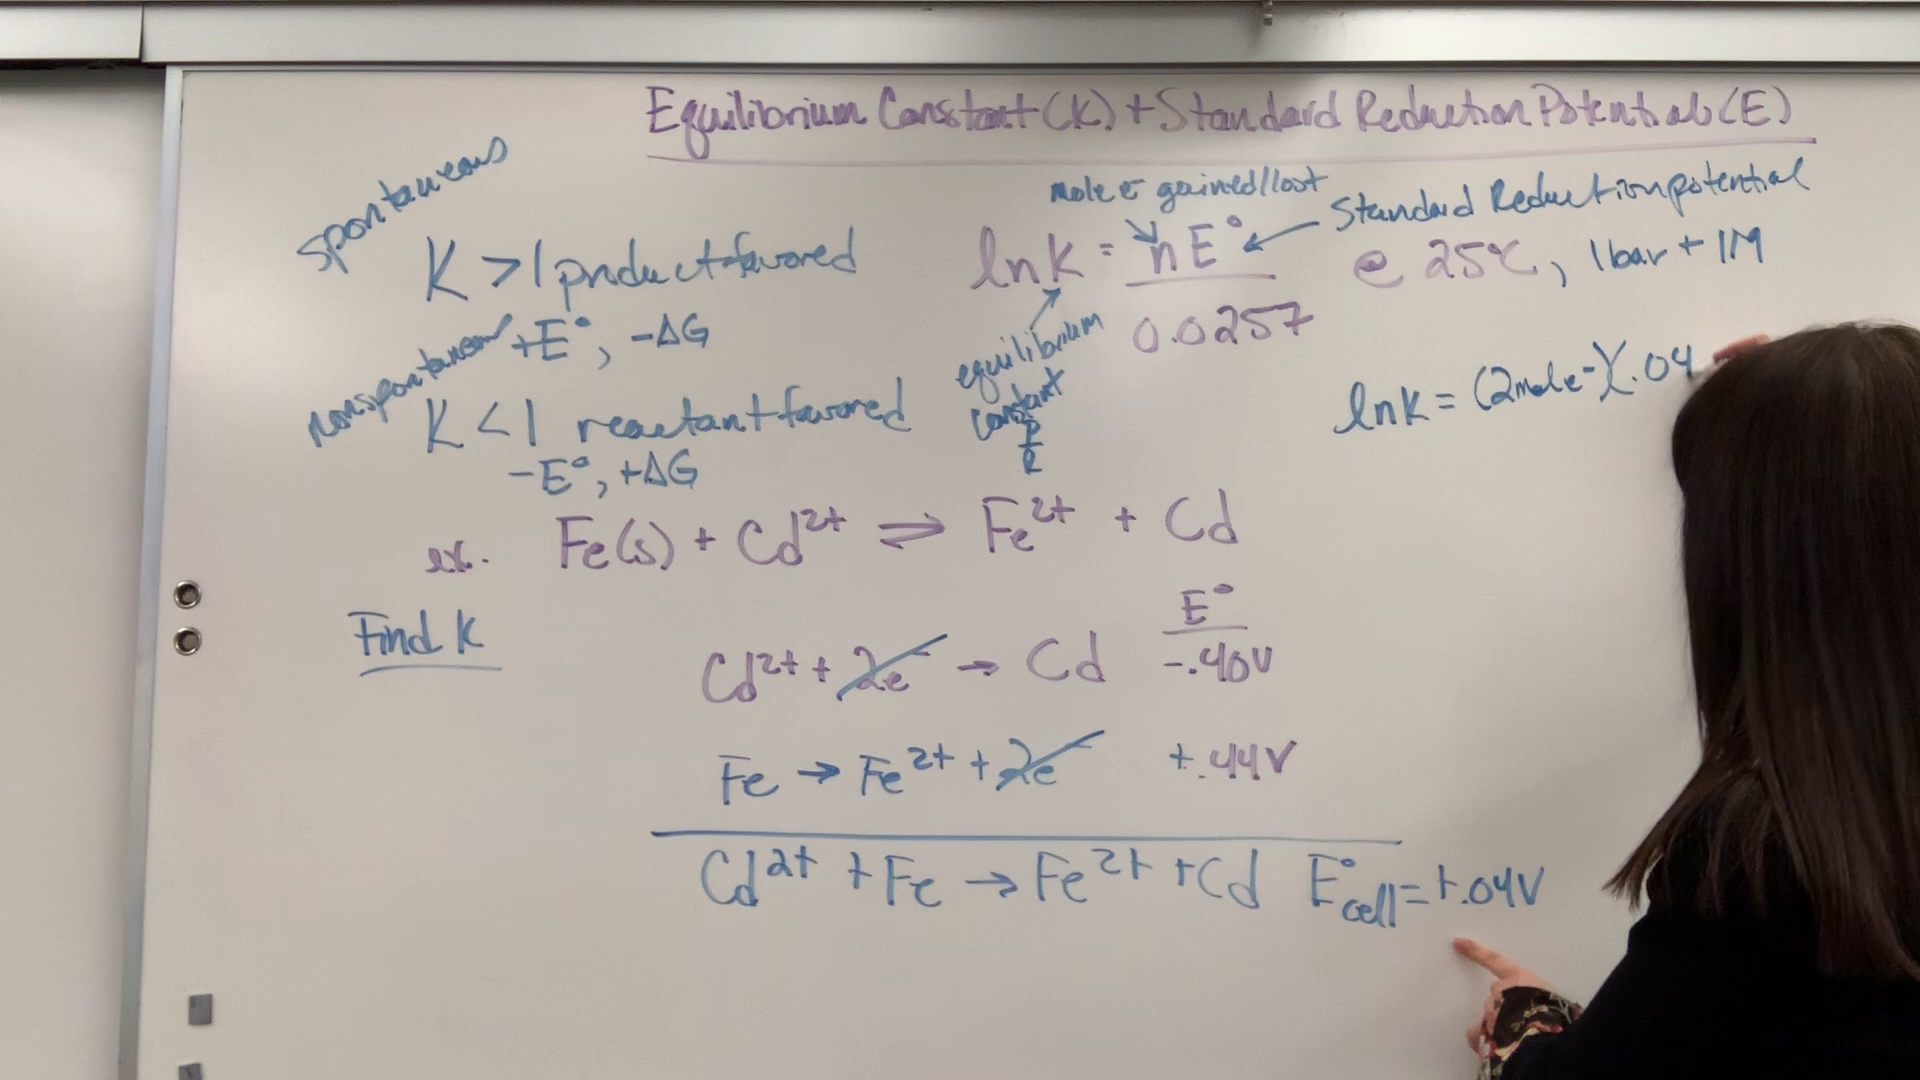 Equilibrium Constant (K) + Standard Reduction Potentials (E)
spontaneous
K > 1 product favored
+E°, -ΔG
nonspontaneous
K < 1 reactant favored
-E°, +ΔG
mole e⁻ gained/lost
Standard Reduction potential
ln K = nE°
0.0257
@ 25°C, 1 bar + 1M
equilibrium
constant
P
R
ln K = (2 mole⁻)(.04
ex. Fe(s) + Cd²⁺ ⇌ Fe²⁺ + Cd
Find K
E°
Cd²⁺ + 2e⁻ → Cd -.40V
Fe → Fe²⁺ + 2e⁻ +.44V
Cd²⁺ + Fe → Fe²⁺ + Cd E°cell = +.04V